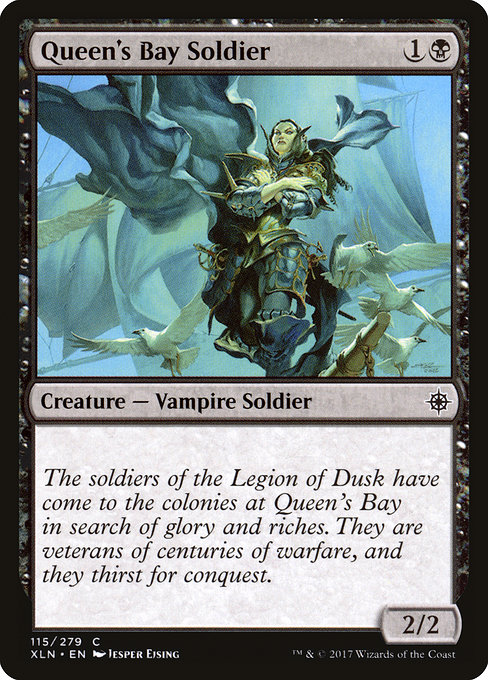 Queen's Bay Soldier 1
Creature — Vampire Soldier
The soldiers of the Legion of Dusk have
come to the colonies at Queen's Bay
in search of glory and riches. They are
veterans of centuries of warfare, and
they thirst for conquest.
2/2
115/279 C
XLN • EN Jesper Eising
™ & © 2017 Wizards of the Coast